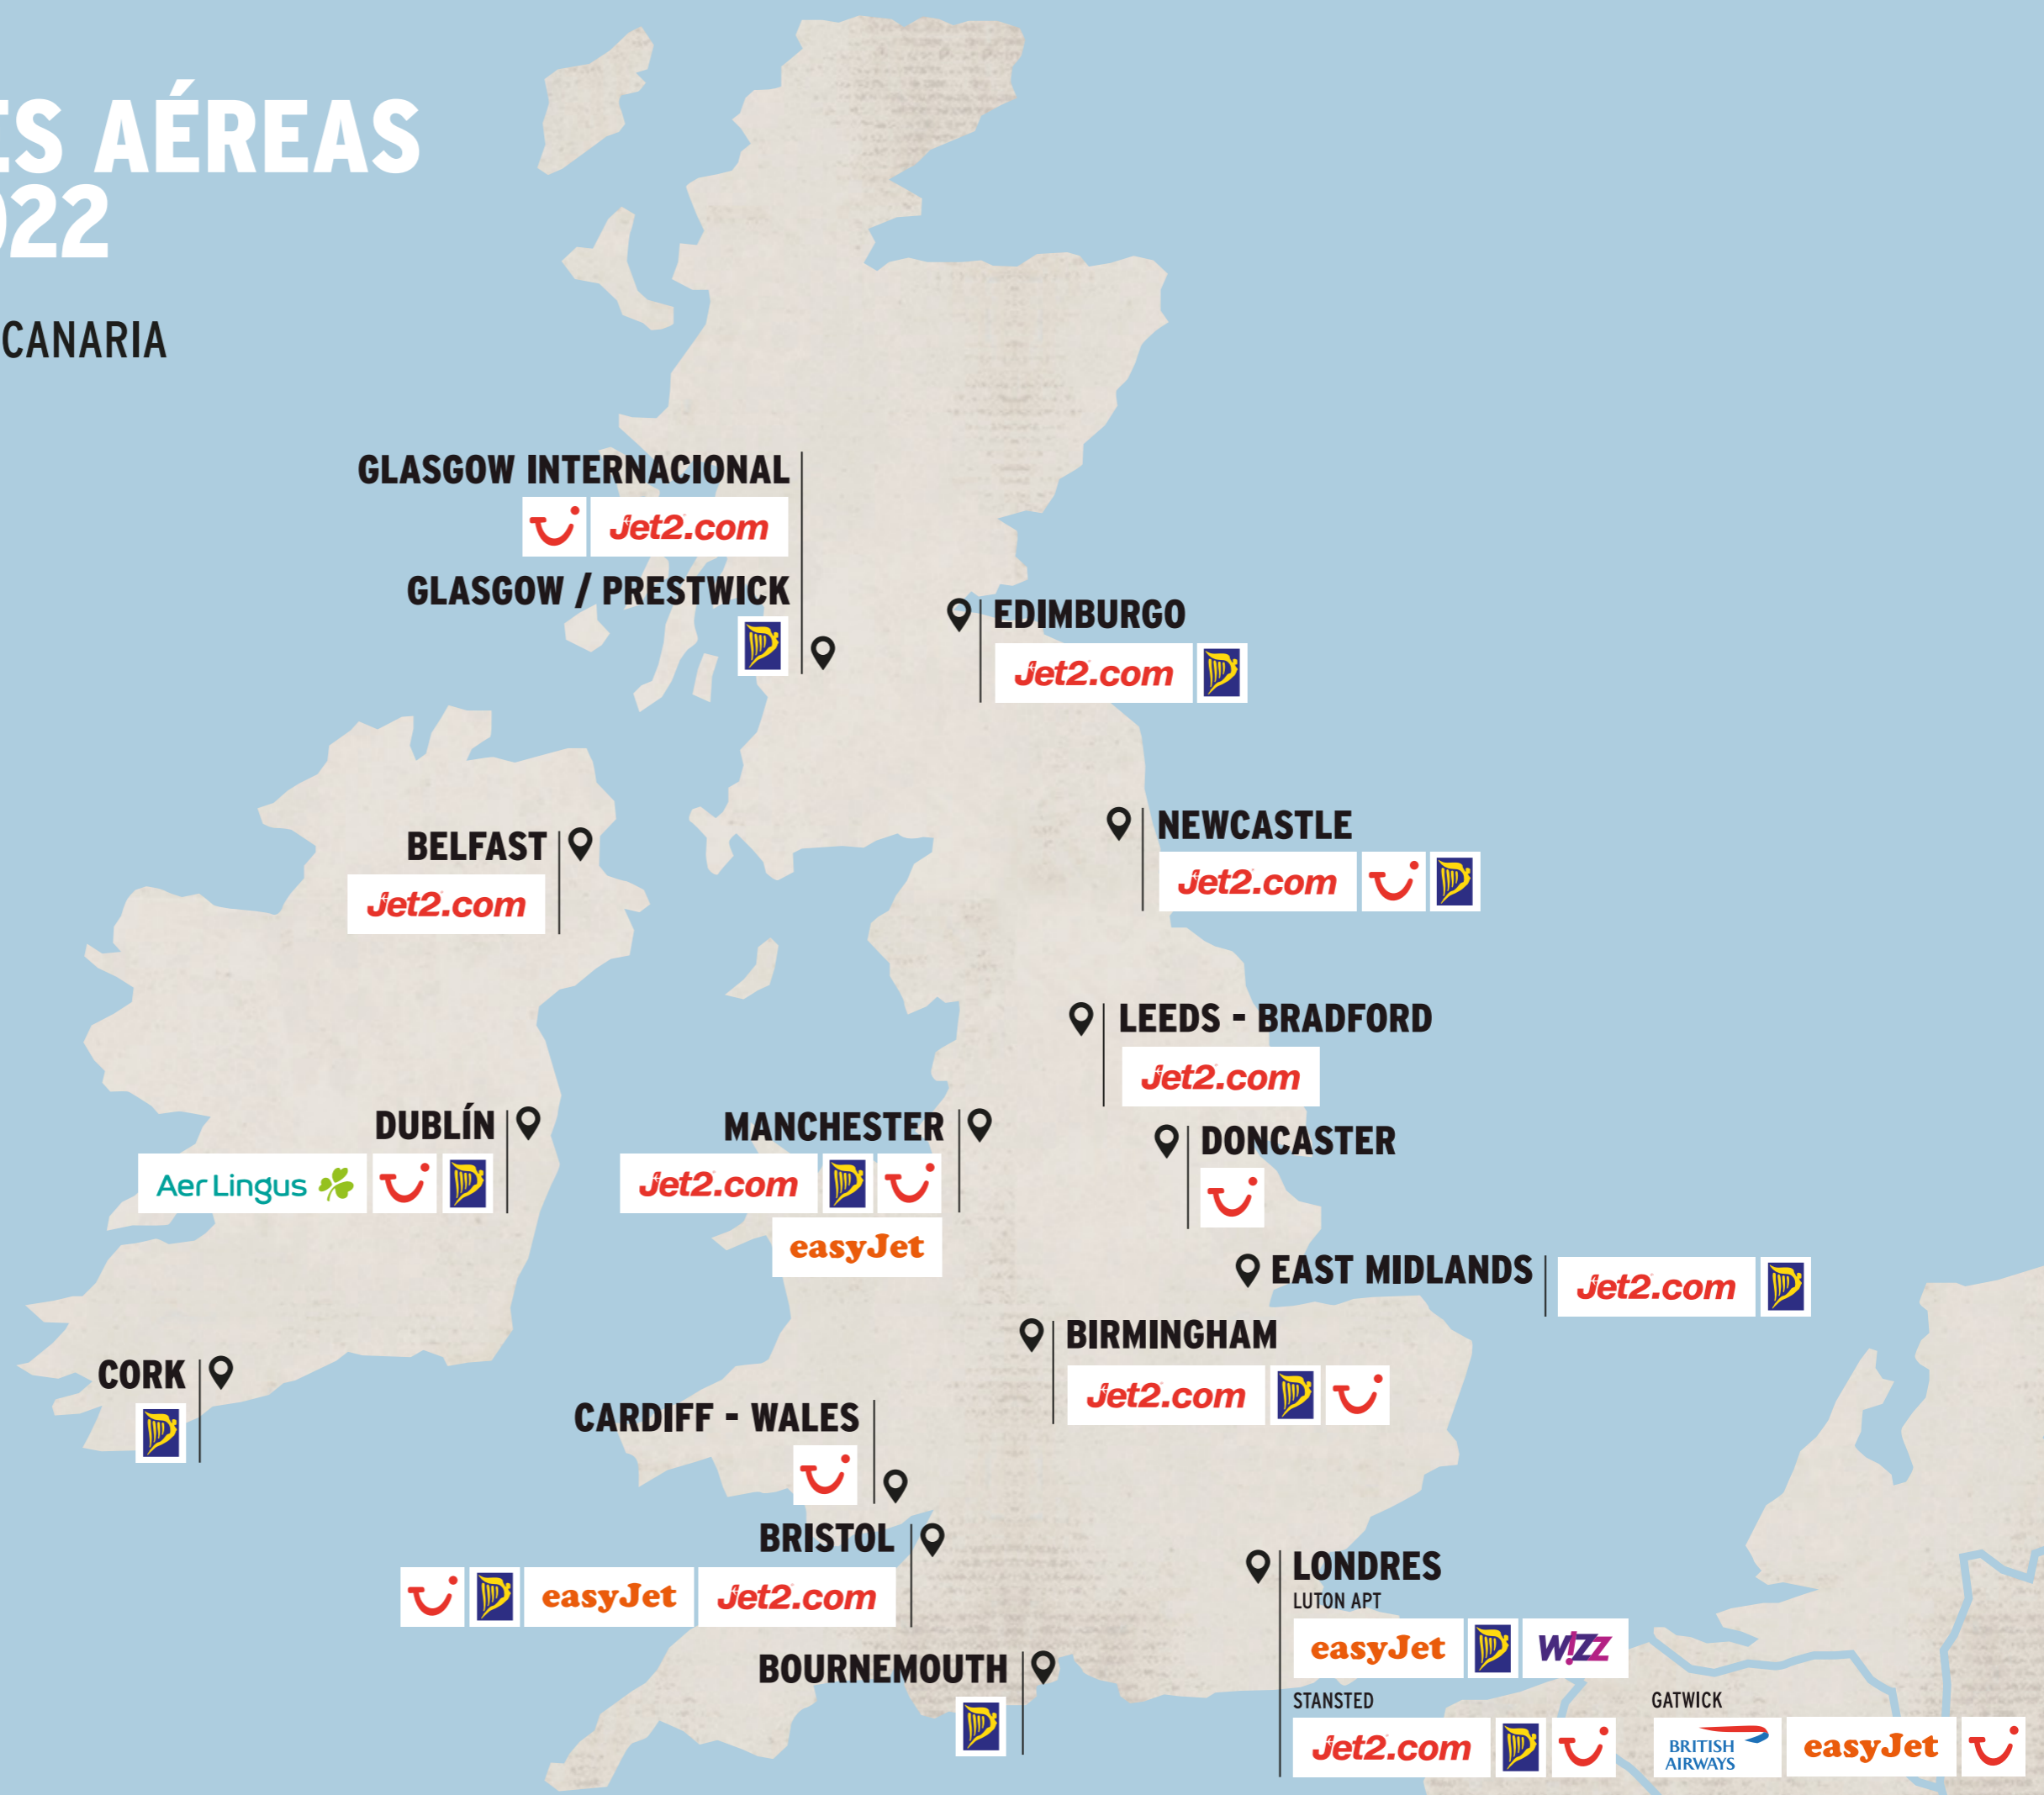 ES AÉREAS
022
CANARIA
GLASGOW INTERNACIONAL
Jet2.com
GLASGOW / PRESTWICK
EDIMBURGO
Jet2.com
BELFAST
Jet2.com
NEWCASTLE
Jet2.com
LEEDS - BRADFORD
Jet2.com
DUBLÍN
Aer Lingus
MANCHESTER
Jet2.com
easyJet
DONCASTER
EAST MIDLANDS
Jet2.com
BIRMINGHAM
Jet2.com
CORK
CARDIFF - WALES
BRISTOL
easyJet Jet2.com
BOURNEMOUTH
LONDRES
LUTON APT
easyJet W!ZZ
STANSTED
Jet2.com
GATWICK
BRITISH
AIRWAYS
easyJet